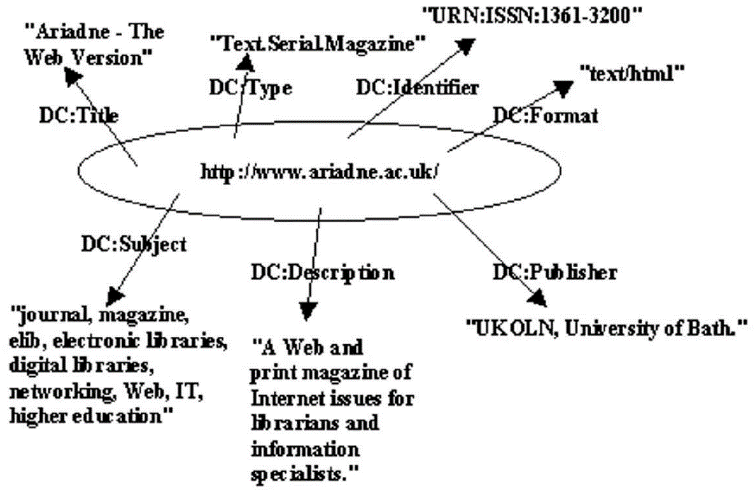 "Ariadne - The
Web Version"
"Text.Serial.Magazine"
"URN:ISSN:1361-3200"
"text/html"
DC:Title
DC:Type
DC:Identifier
DC:Format
http://www.ariadne.ac.uk/
DC:Subject
DC:Description
DC:Publisher
"journal, magazine,
elib, electronic libraries,
digital libraries,
networking, Web, IT,
higher education"
"A Web and
print magazine of
Internet issues for
librarians and
information
specialists."
"UKOLN, University of Bath."